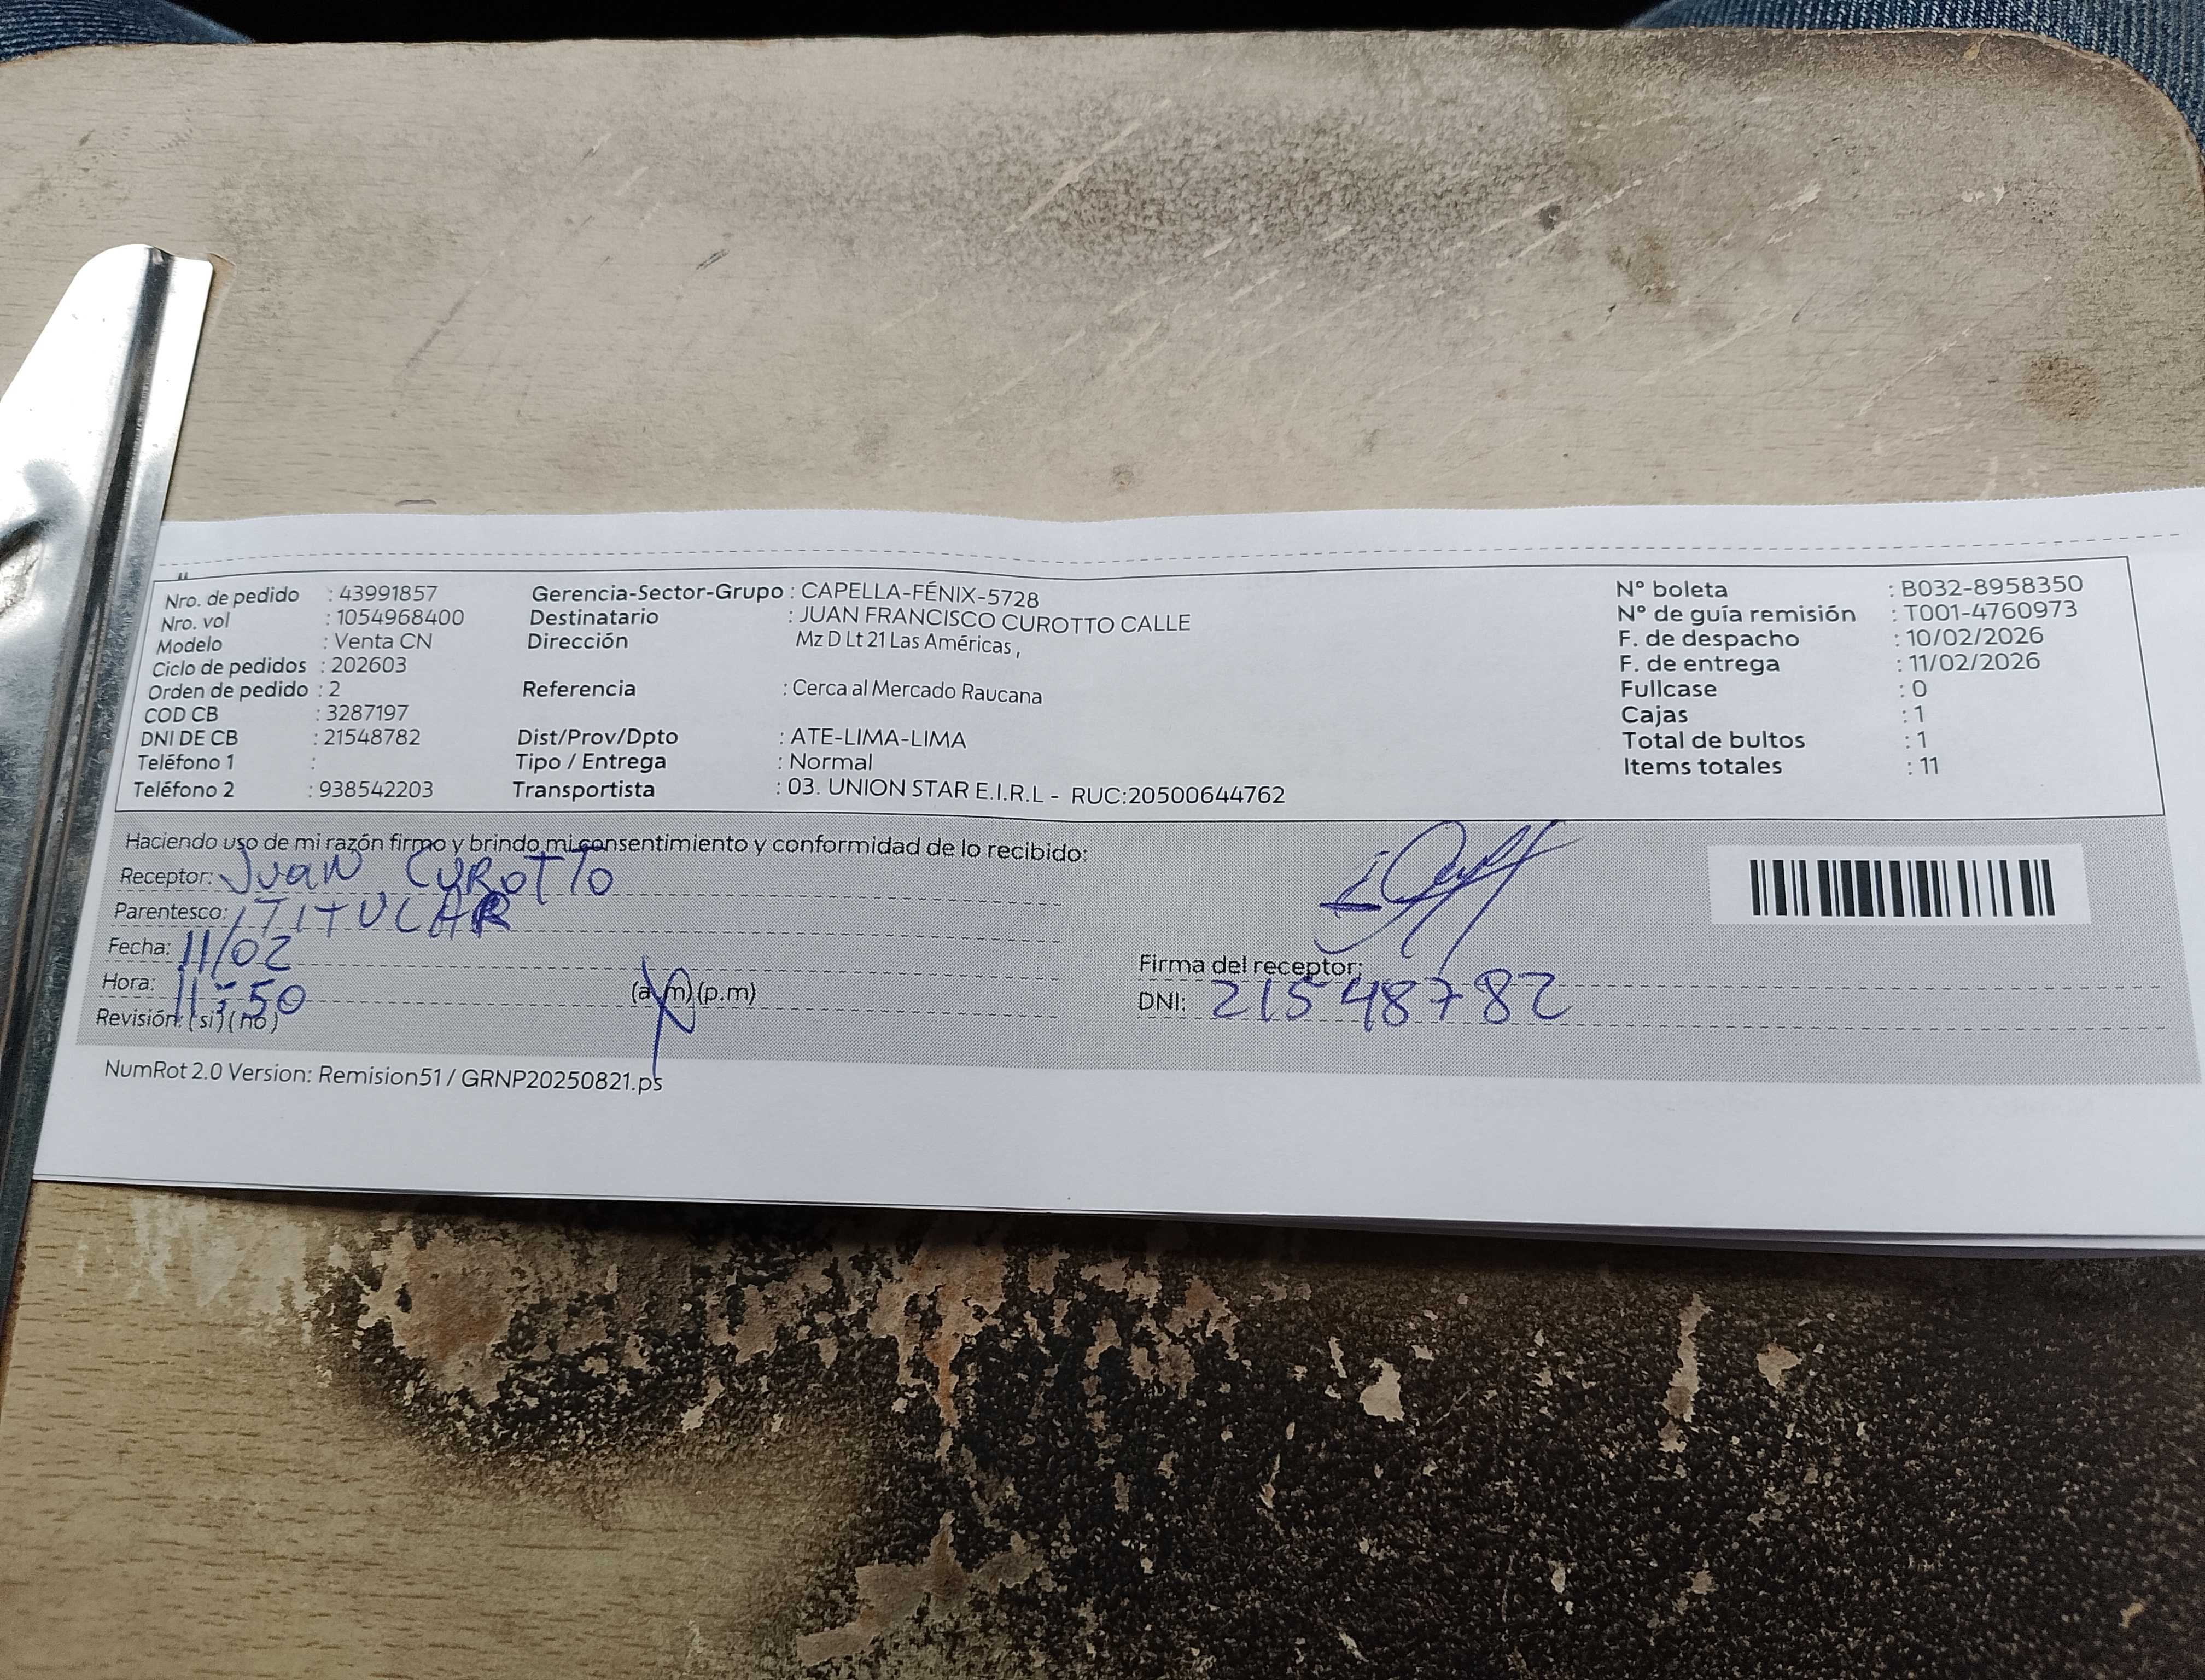 Nro. de pedido : 43991857 Gerencia-Sector-Grupo : CAPELLA-FÉNIX-5728 N° boleta : B032-8958350
Nro. vol : 1054968400 Destinatario : JUAN FRANCISCO CUROTTO CALLE N° de guía remisión : T001-4760973
Modelo : Venta CN Dirección Mz D Lt 21 Las Américas , F. de despacho : 10/02/2026
Ciclo de pedidos : 202603 F. de entrega : 11/02/2026
Orden de pedido : 2 Referencia : Cerca al Mercado Raucana Fullcase : 0
COD CB : 3287197 Cajas : 1
DNI DE CB : 21548782 Dist/Prov/Dpto : ATE-LIMA-LIMA Total de bultos : 1
Teléfono 1 : Tipo / Entrega : Normal Items totales : 11
Teléfono 2 : 938542203 Transportista : 03. UNION STAR E.I.R.L - RUC:20500644762
Haciendo uso de mi razón firmo y brindo mi consentimiento y conformidad de lo recibido:
Receptor: Juan Curotto
Parentesco: TITULAR
Fecha: 11/02
Firma del receptor:
Hora: 11:50 (a.m) (p.m) DNI: 21548782
Revisión: (si) (no)
NumRot 2.0 Version: Remision51 / GRNP20250821.ps